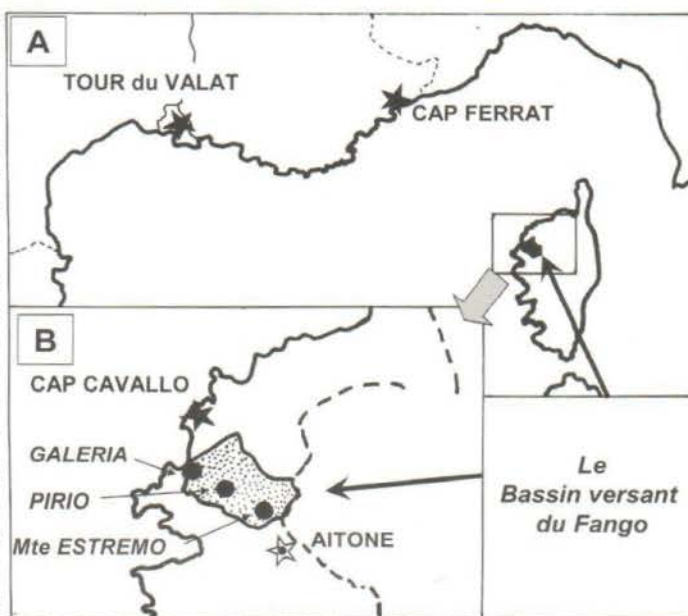 A
TOUR du VALAT
CAP FERRAT
B
CAP CAVALLO
GALERIA
PIRIO
Mte ESTREMO
AITONE
Le
Bassin versant
du Fango